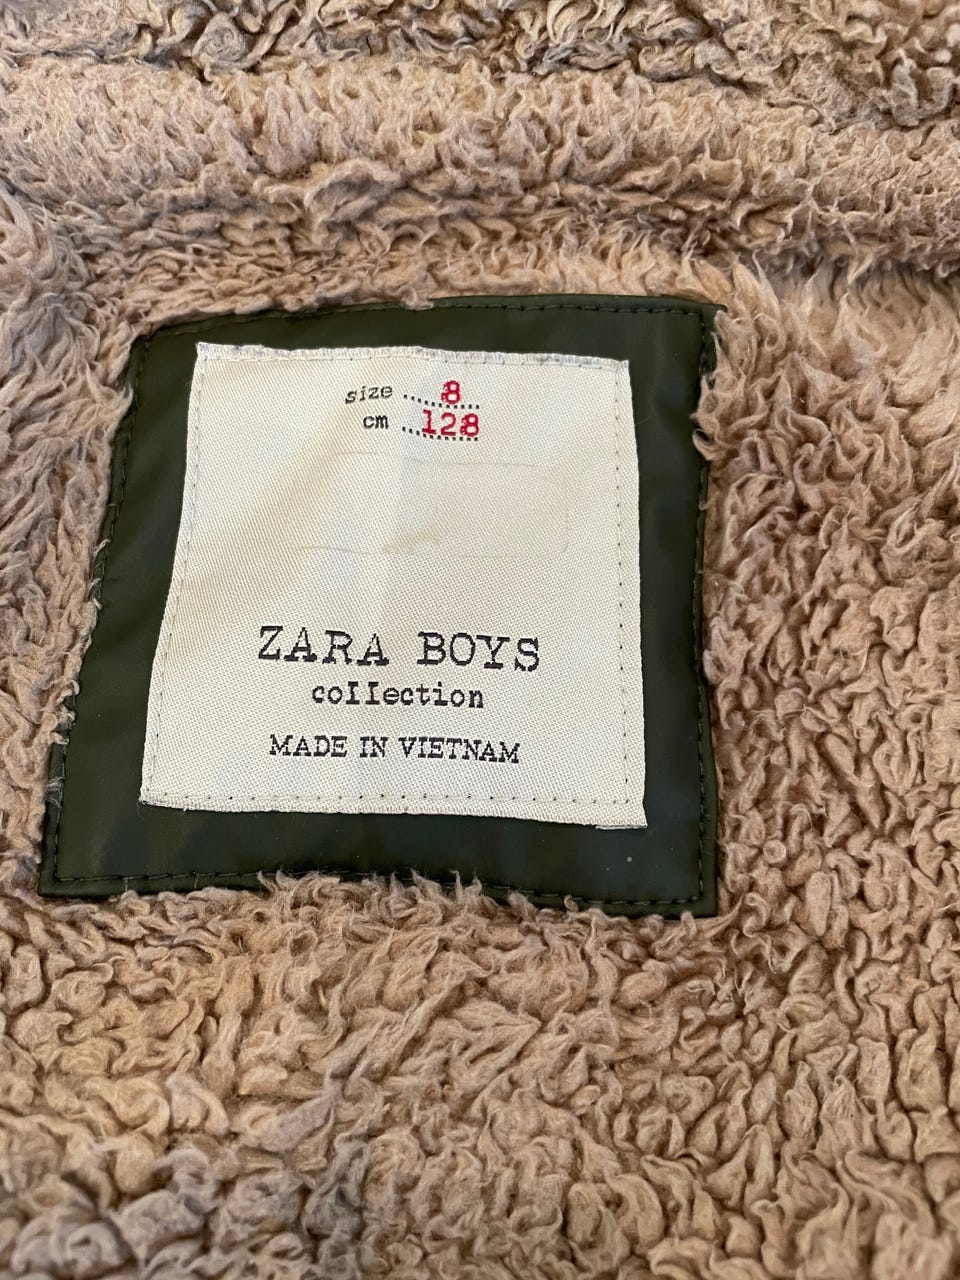 size ..... 8
cm ... 128
ZARA BOYS
collection
MADE IN VIETNAM